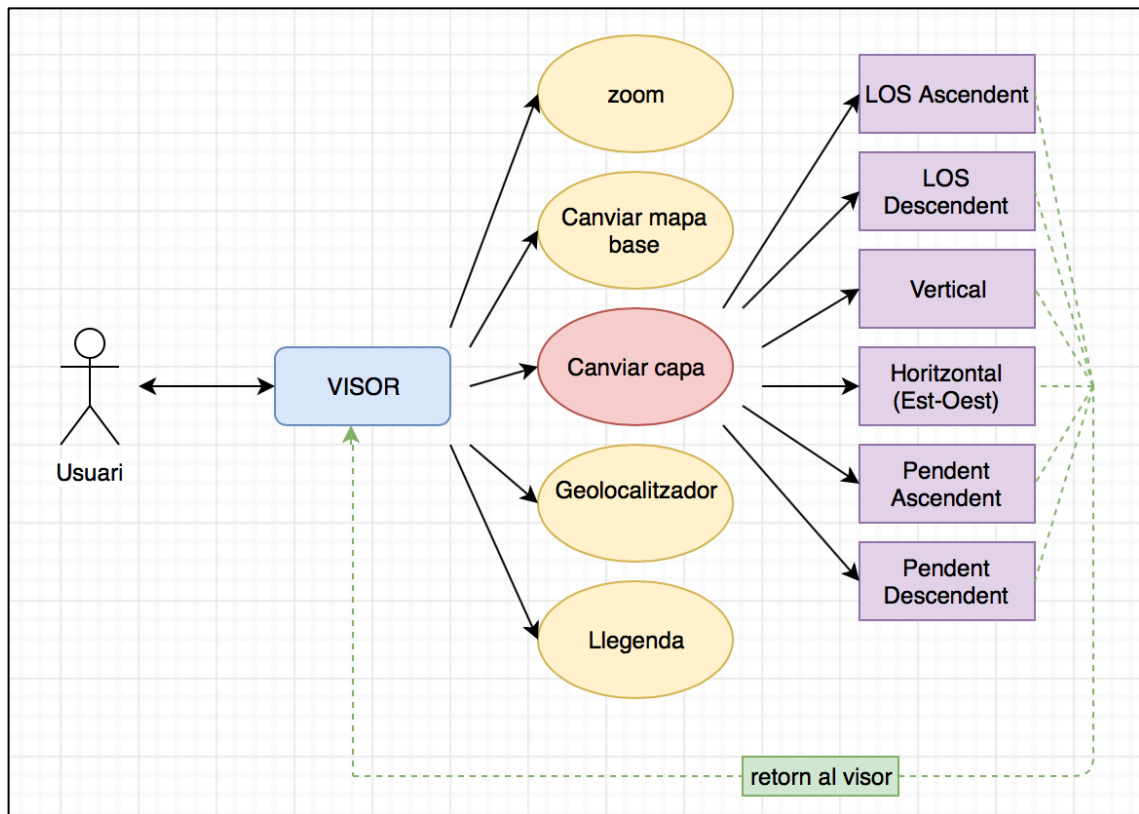 zoom
Canviar mapa
base
Canviar capa
Geolocalitzador
Llegenda
VISOR
Usuari
LOS Ascendent
LOS
Descendent
Vertical
Horitzontal
(Est-Oest)
Pendent
Ascendent
Pendent
Descendent
retorn al visor